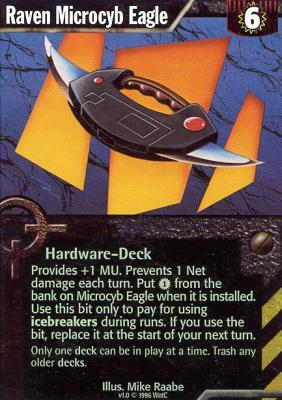 Raven Microcyb Eagle
6
Hardware-Deck
Provides +1 MU. Prevents 1 Net
damage each turn. Put 1 from the
bank on Microcyb Eagle when it is installed.
Use this bit only to pay for using
icebreakers during runs. If you use the
bit, replace it at the start of your next turn.
Only one deck can be in play at a time. Trash any
older decks.
Illus. Mike Raabe
v1.0 © 1996 WotC